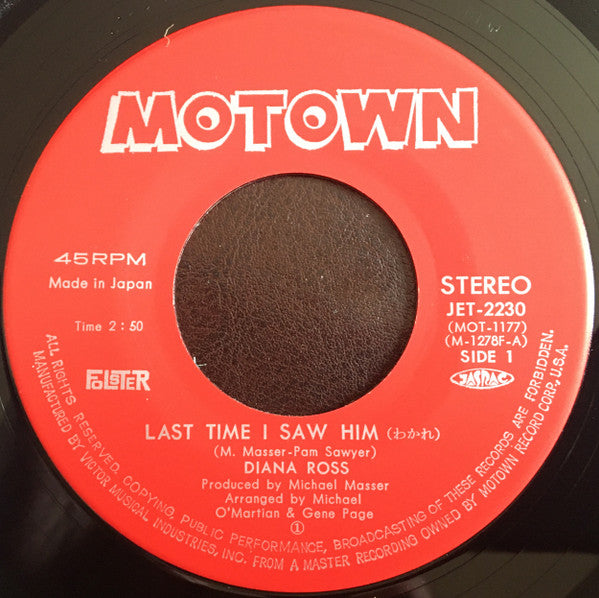 MOTOWN
45RPM
Made in Japan
Time 2:50
FOLSTER
STEREO
JET-2230
(MOT-1177)
(M-1278F-A)
SIDE 1
JASRAC
LAST TIME I SAW HIM (わかれ)
(M. Masser-Pam Sawyer)
DIANA ROSS
Produced by Michael Masser
Arranged by Michael
O'Martian & Gene Page
①
ALL RIGHTS RESERVED. COPYING, PUBLIC PERFORMANCE, BROADCASTING OF THESE RECORDS ARE FORBIDDEN.
MANUFACTURED BY VICTOR MUSICAL INDUSTRIES, INC. FROM A MASTER RECORDING OWNED BY MOTOWN RECORD CORP., U.S.A.